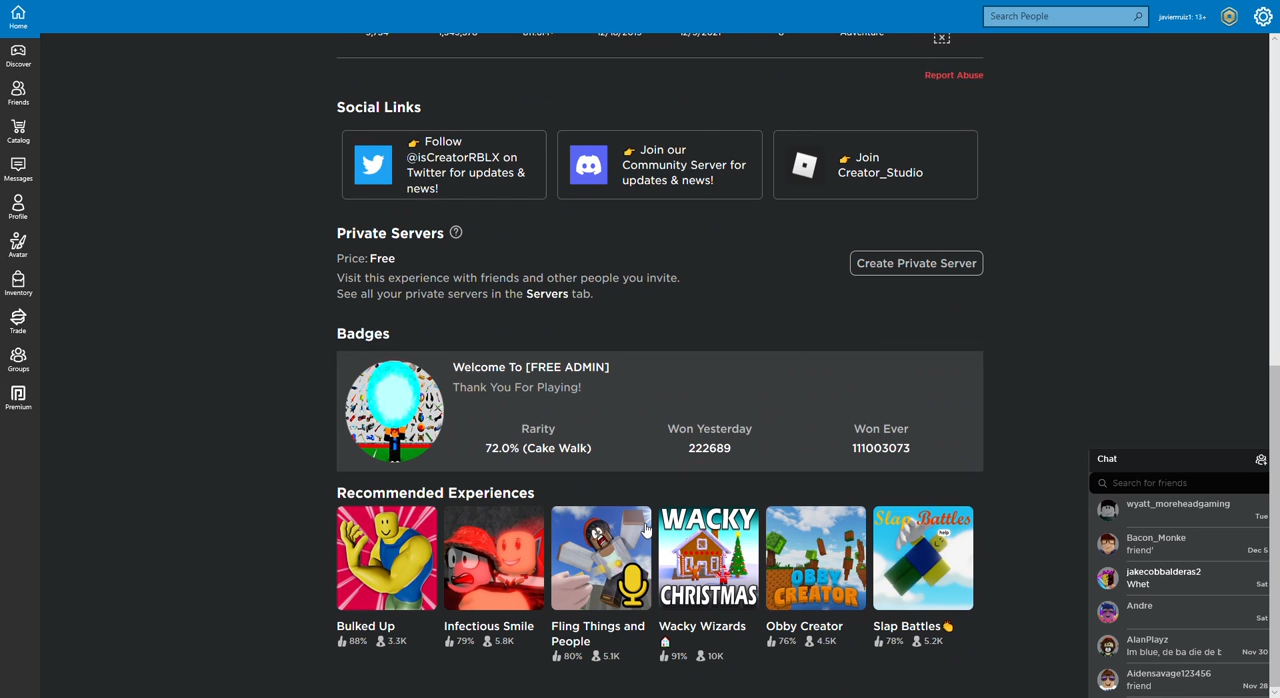 Home
Search People
javierruiz1: 13+
Discover
Friends
Catalog
Messages
Profile
Avatar
Inventory
Trade
Groups
Premium
Adventure
Report Abuse
Social Links
👉 Follow
@isCreatorRBLX on
Twitter for updates &
news!
👉 Join our
Community Server for
updates & news!
👉 Join
Creator_Studio
Private Servers
Price: Free
Visit this experience with friends and other people you invite.
See all your private servers in the Servers tab.
Create Private Server
Badges
Welcome To [FREE ADMIN]
Thank You For Playing!
Rarity
Won Yesterday
Won Ever
72.0% (Cake Walk)
222689
111003073
Recommended Experiences
WACKY
CHRISTMAS
OBBY
CREATOR
Slap Battles
help
Bulked Up
88% 3.3K
Infectious Smile
79% 5.8K
Fling Things and
People
80% 5.1K
Wacky Wizards
🏠
91% 10K
Obby Creator
76% 4.5K
Slap Battles👏
78% 5.2K
Chat
Search for friends
wyatt_moreheadgaming
Tue
Bacon_Monke
friend' Dec 5
jakecobbalderas2
Whet Sat
Andre
Sat
AlanPlayz
Im blue, de ba die de b Nov 30
Aidensavage123456
friend Nov 28